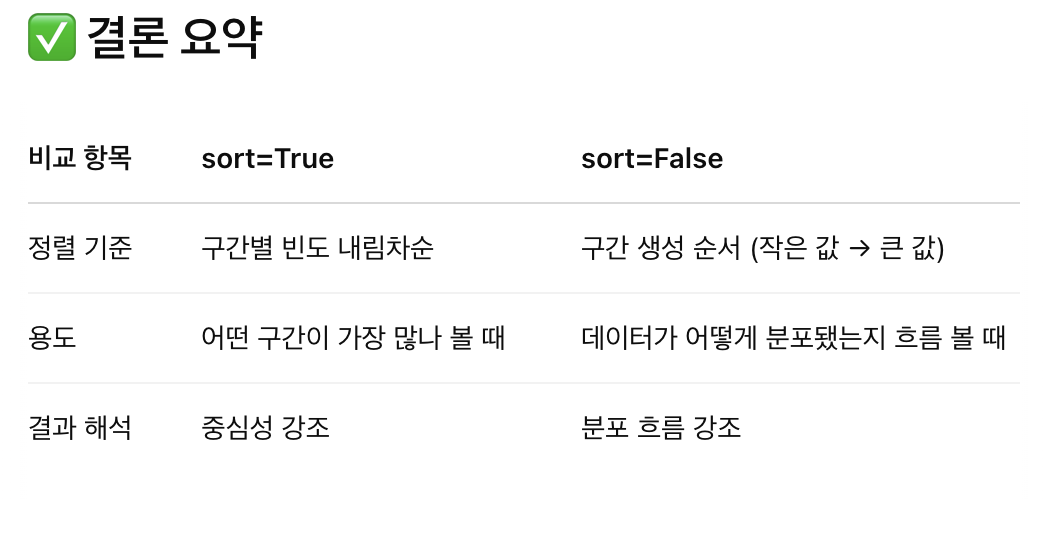 ✅ 결론 요약
비교 항목 sort=True sort=False
정렬 기준 구간별 빈도 내림차순 구간 생성 순서 (작은 값 → 큰 값)
용도 어떤 구간이 가장 많나 볼 때 데이터가 어떻게 분포됐는지 흐름 볼 때
결과 해석 중심성 강조 분포 흐름 강조